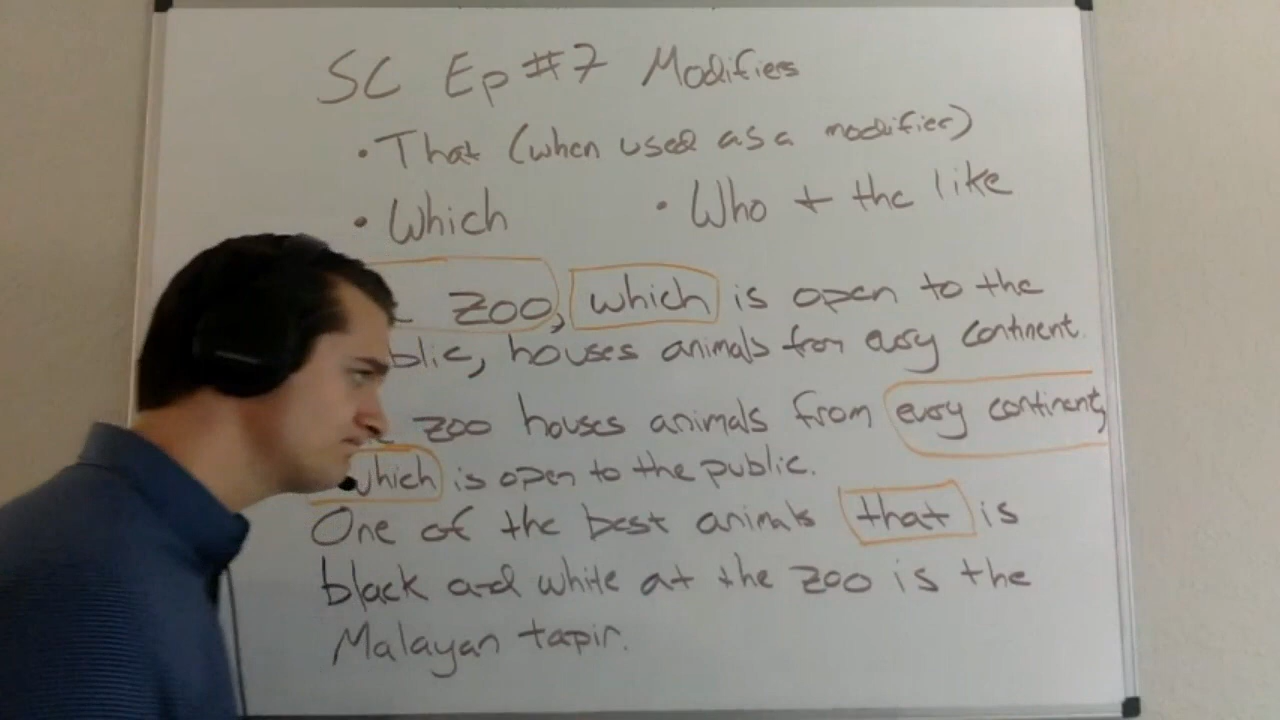 SC Ep #7 Modifiers
• That (when used as a modifier)
• Which • Who + the like
Zoo, which is open to the
blic, houses animals from every continent.
zoo houses animals from every continent,
which is open to the public.
One of the best animals that is
black and white at the zoo is the
Malayan tapir.